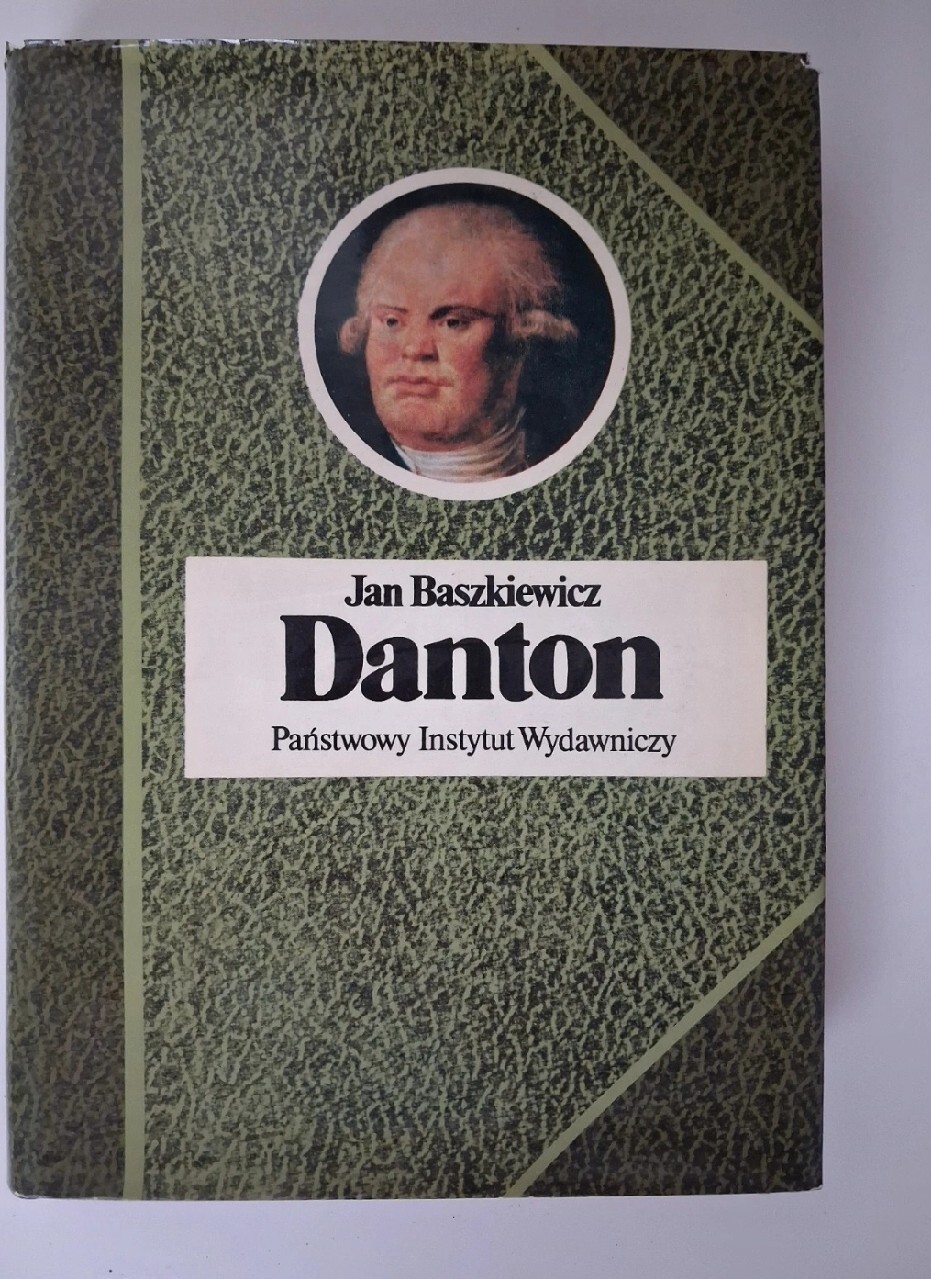 Jan Baszkiewicz
Danton
Państwowy Instytut Wydawniczy